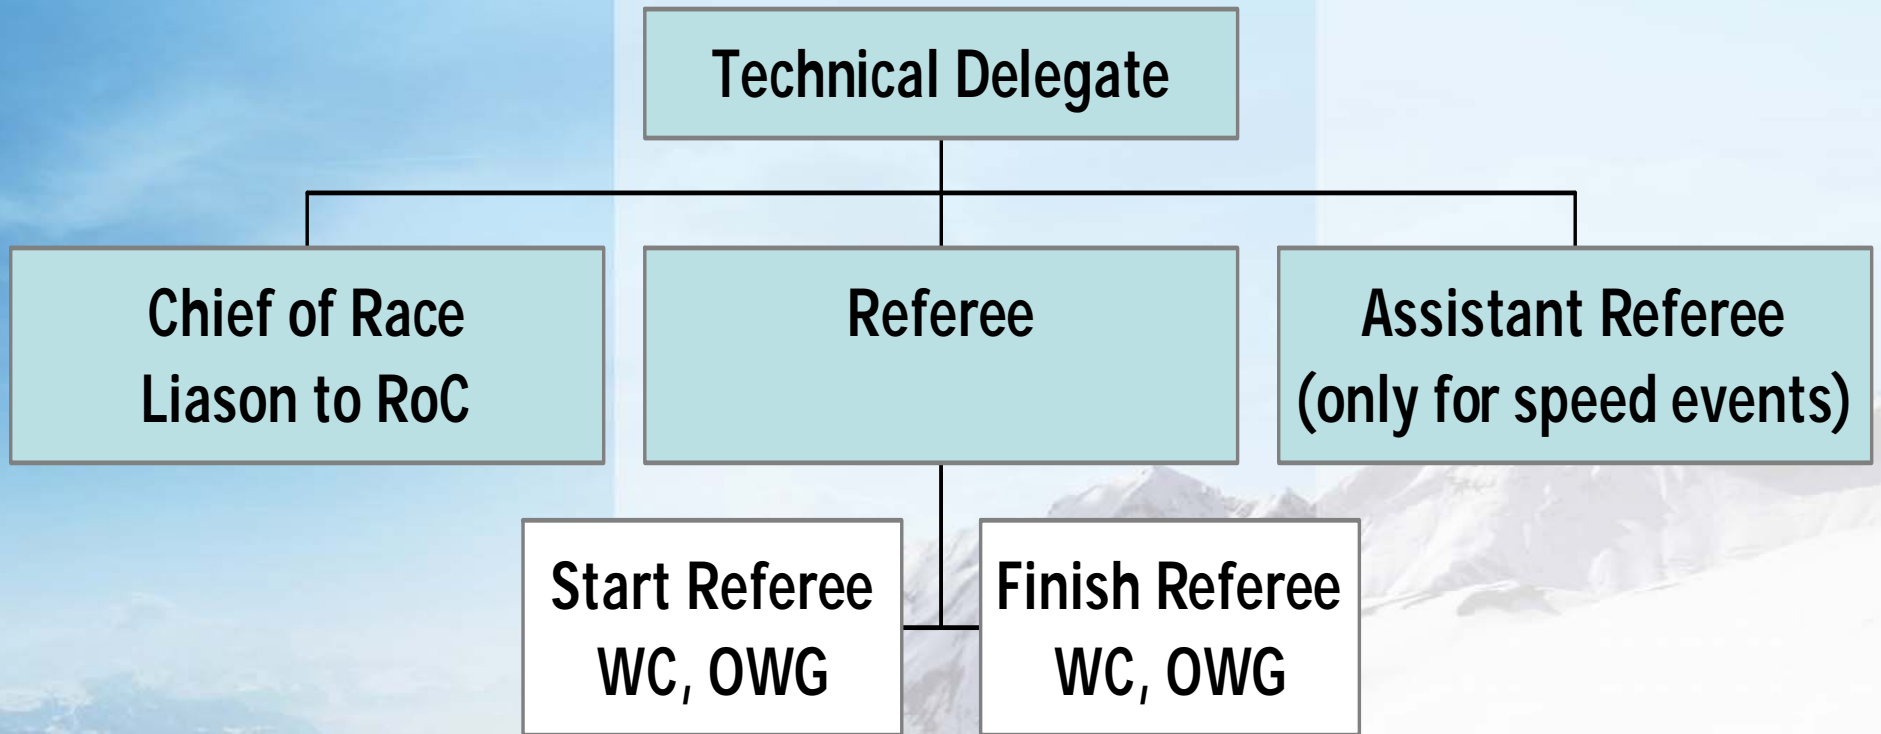 Technical Delegate
Chief of Race
Liason to RoC
Referee
Assistant Referee
(only for speed events)
Start Referee
WC, OWG
Finish Referee
WC, OWG